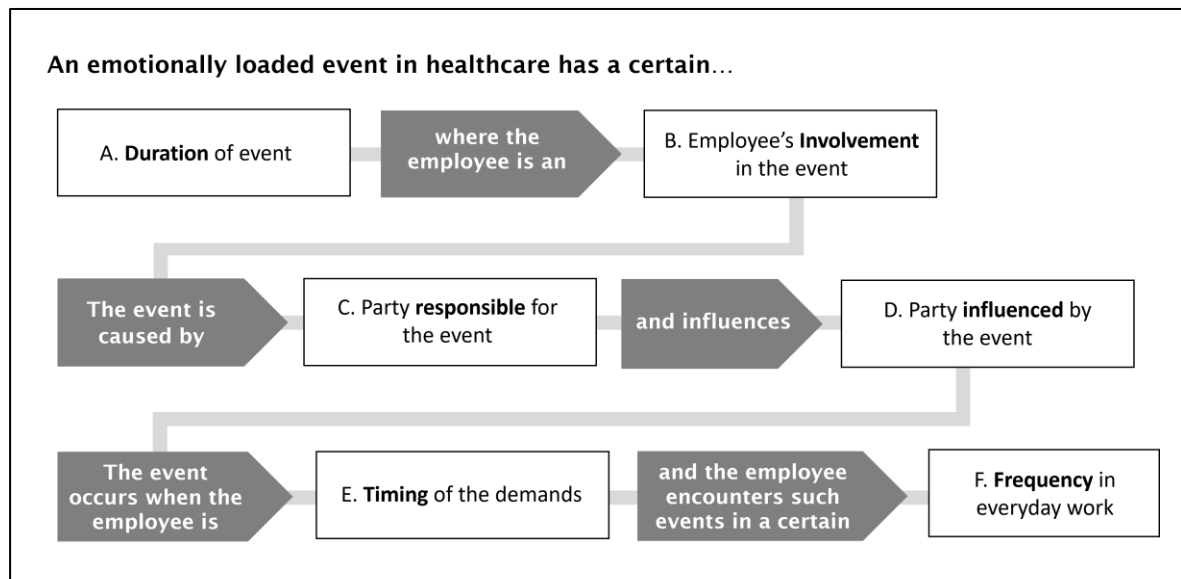 An emotionally loaded event in healthcare has a certain…
A. Duration of event
where the
employee is an
B. Employee's Involvement
in the event
The event is
caused by
C. Party responsible for
the event
and influences
D. Party influenced by
the event
The event
occurs when the
employee is
E. Timing of the demands
and the employee
encounters such
events in a certain
F. Frequency in
everyday work